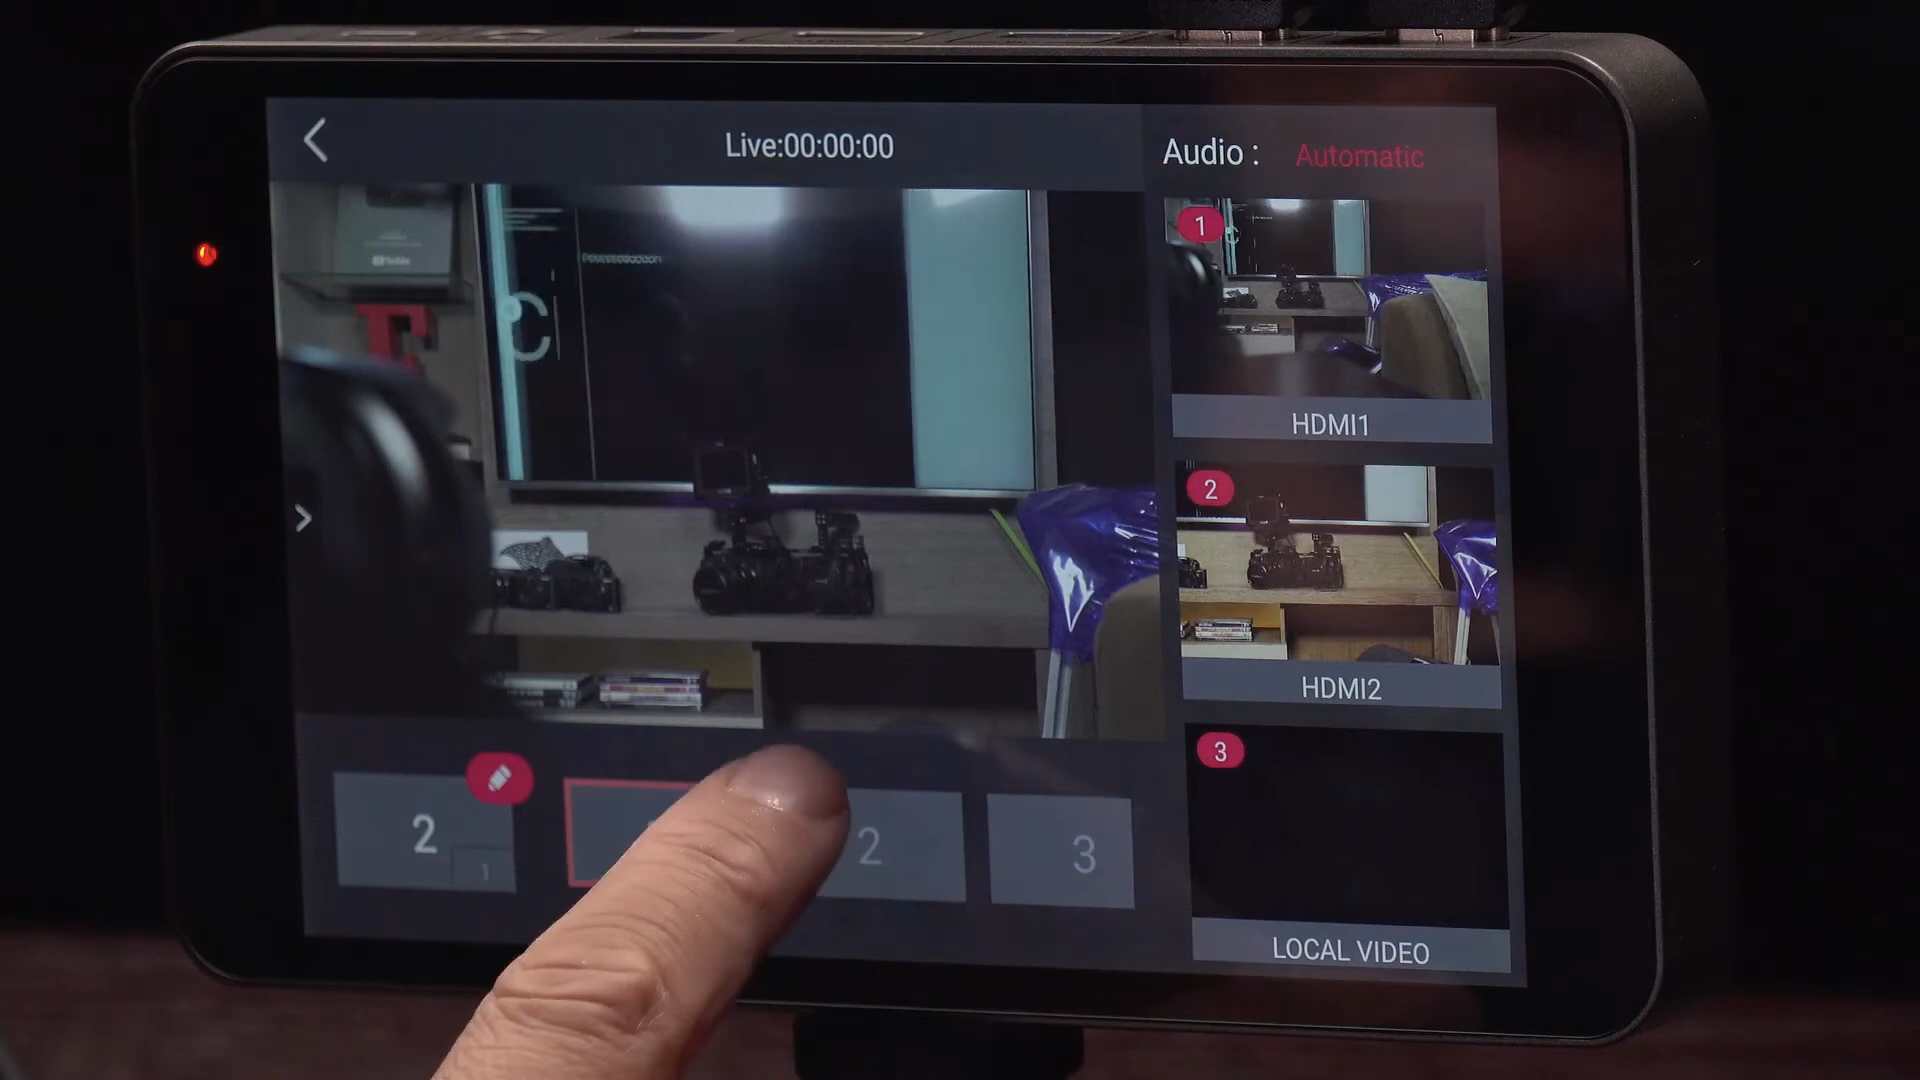 Live:00:00:00
Audio : Automatic
1
HDMI1
2
HDMI2
3
LOCAL VIDEO
2
1
2
3